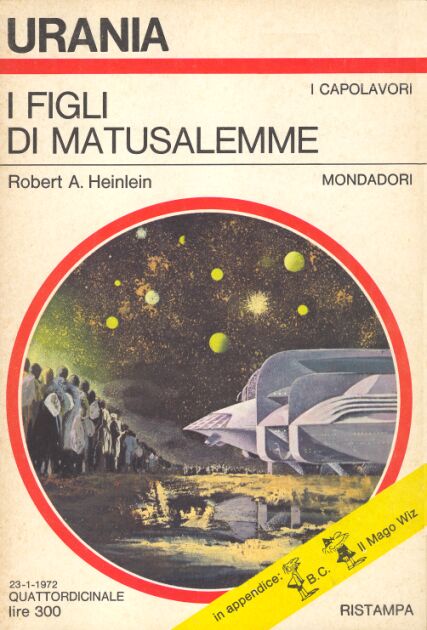 URANIA
I CAPOLAVORI
I FIGLI
DI MATUSALEMME
Robert A. Heinlein
MONDADORI
23-1-1972
QUATTORDICINALE
lire 300
in appendice:
B.C.
Il Mago Wiz
RISTAMPA